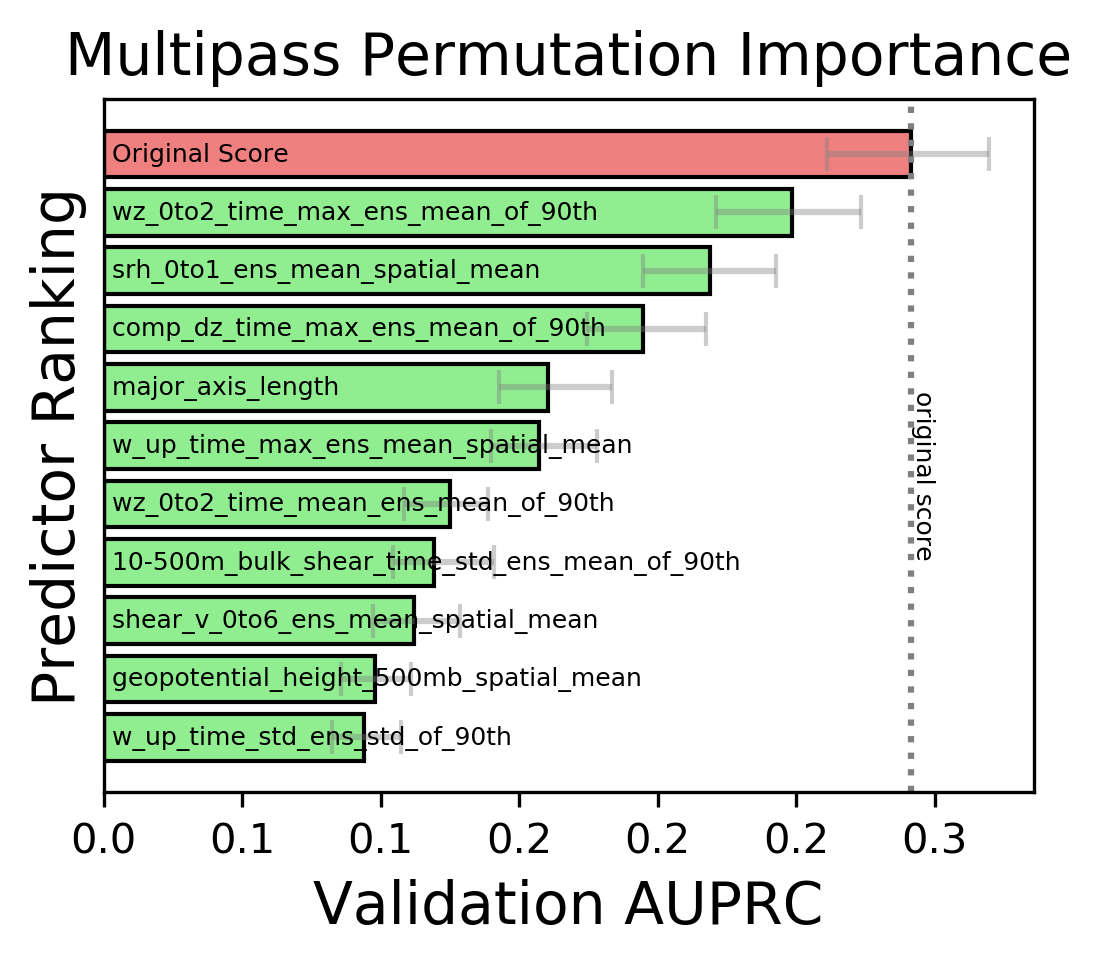 Multipass Permutation Importance
Predictor Ranking
Original Score
wz_0to2_time_max_ens_mean_of_90th
srh_0to1_ens_mean_spatial_mean
comp_dz_time_max_ens_mean_of_90th
major_axis_length
w_up_time_max_ens_mean_spatial_mean
wz_0to2_time_mean_ens_mean_of_90th
10-500m_bulk_shear_time_std_ens_mean_of_90th
shear_v_0to6_ens_mean_spatial_mean
geopotential_height_500mb_spatial_mean
w_up_time_std_ens_std_of_90th
original score
0.0 0.1 0.1 0.2 0.2 0.2 0.3
Validation AUPRC